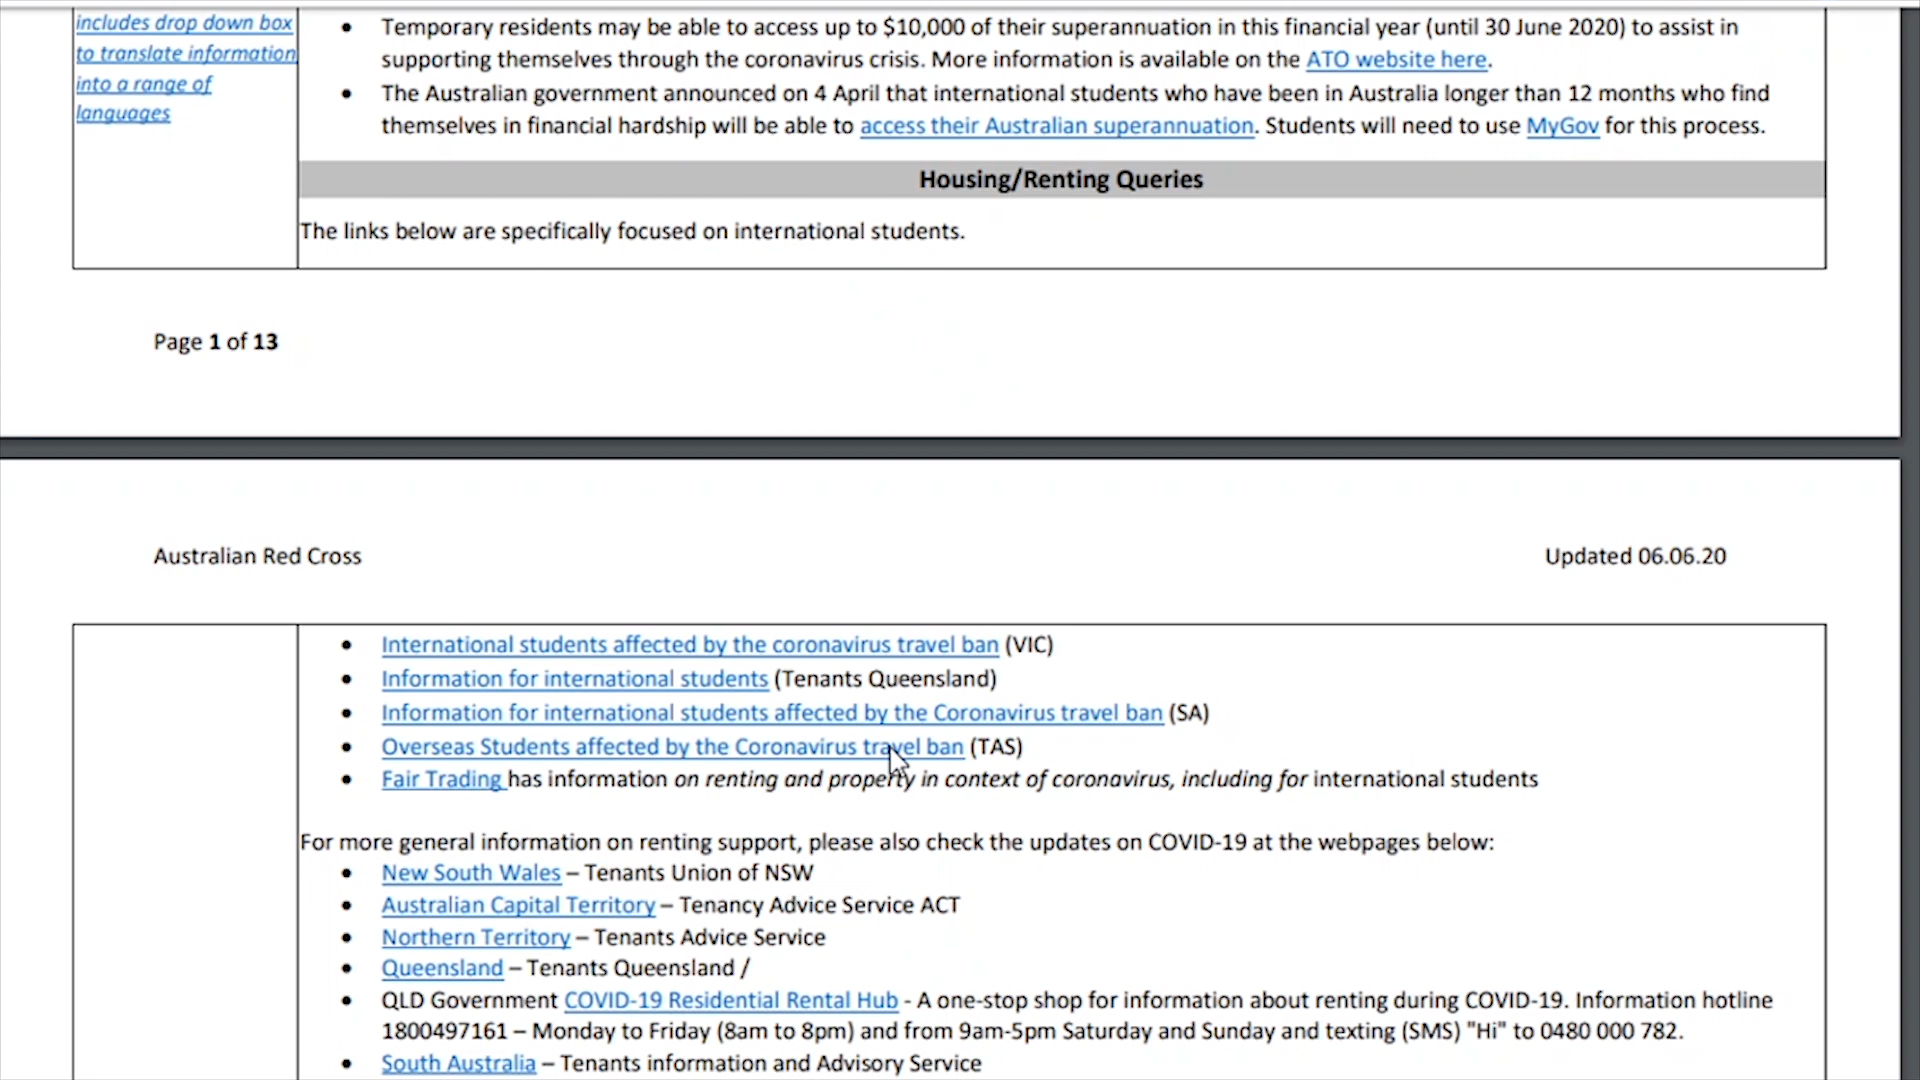 includes drop down box
to translate information
into a range of
languages
• Temporary residents may be able to access up to $10,000 of their superannuation in this financial year (until 30 June 2020) to assist in
supporting themselves through the coronavirus crisis. More information is available on the ATO website here.
• The Australian government announced on 4 April that international students who have been in Australia longer than 12 months who find
themselves in financial hardship will be able to access their Australian superannuation. Students will need to use MyGov for this process.
Housing/Renting Queries
The links below are specifically focused on international students.
Page 1 of 13
Australian Red Cross
Updated 06.06.20
• International students affected by the coronavirus travel ban (VIC)
• Information for international students (Tenants Queensland)
• Information for international students affected by the Coronavirus travel ban (SA)
• Overseas Students affected by the Coronavirus travel ban (TAS)
• Fair Trading has information on renting and property in context of coronavirus, including for international students
For more general information on renting support, please also check the updates on COVID-19 at the webpages below:
• New South Wales – Tenants Union of NSW
• Australian Capital Territory – Tenancy Advice Service ACT
• Northern Territory – Tenants Advice Service
• Queensland – Tenants Queensland /
• QLD Government COVID-19 Residential Rental Hub - A one-stop shop for information about renting during COVID-19. Information hotline
1800497161 – Monday to Friday (8am to 8pm) and from 9am-5pm Saturday and Sunday and texting (SMS) "Hi" to 0480 000 782.
• South Australia – Tenants information and Advisory Service